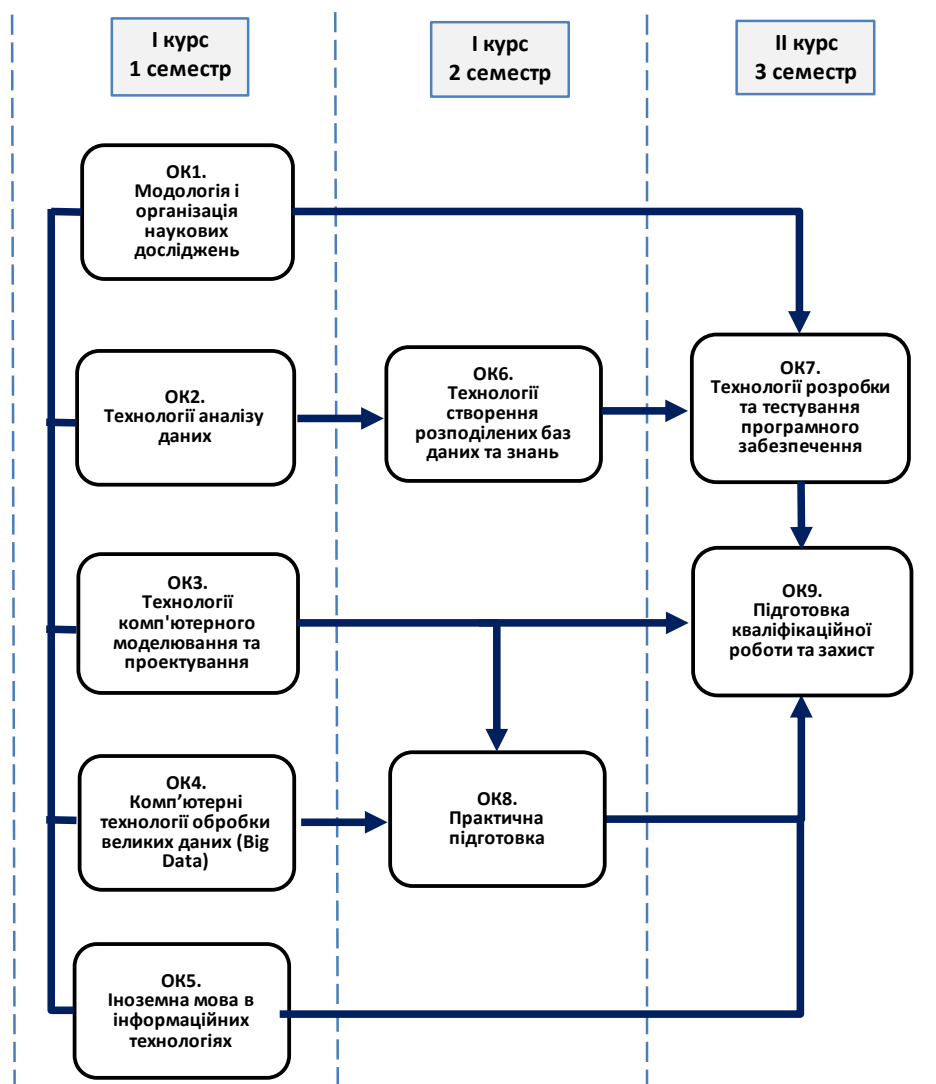 І курс
1 семестр
І курс
2 семестр
ІІ курс
3 семестр
ОК1.
Модологія і
організація
наукових
досліджень
ОК2.
Технології аналізу
даних
ОК6.
Технології
створення
розподілених баз
даних та знань
ОК7.
Технології розробки
та тестування
програмного
забезпечення
ОК3.
Технології
комп'ютерного
моделювання та
проектування
ОК9.
Підготовка
кваліфікаційної
роботи та захист
ОК4.
Комп’ютерні
технології обробки
великих даних (Big
Data)
ОК8.
Практична
підготовка
ОК5.
Іноземна мова в
інформаційних
технологіях